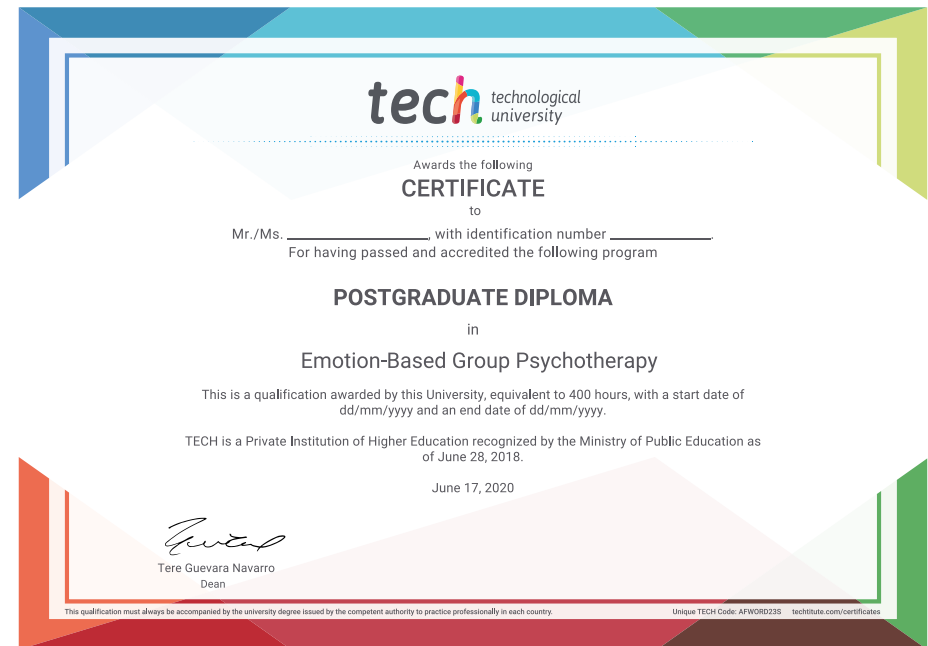 tech technological
university
Awards the following
CERTIFICATE
to
Mr./Ms. ____________________, with identification number ______________.
For having passed and accredited the following program
POSTGRADUATE DIPLOMA
in
Emotion-Based Group Psychotherapy
This is a qualification awarded by this University, equivalent to 400 hours, with a start date of
dd/mm/yyyy and an end date of dd/mm/yyyy.
TECH is a Private Institution of Higher Education recognized by the Ministry of Public Education as
of June 28, 2018.
June 17, 2020
Tere Guevara Navarro
Dean
This qualification must always be accompanied by the university degree issued by the competent authority to practice professionally in each country.
Unique TECH Code: AFWORD23S techtitute.com/certificates